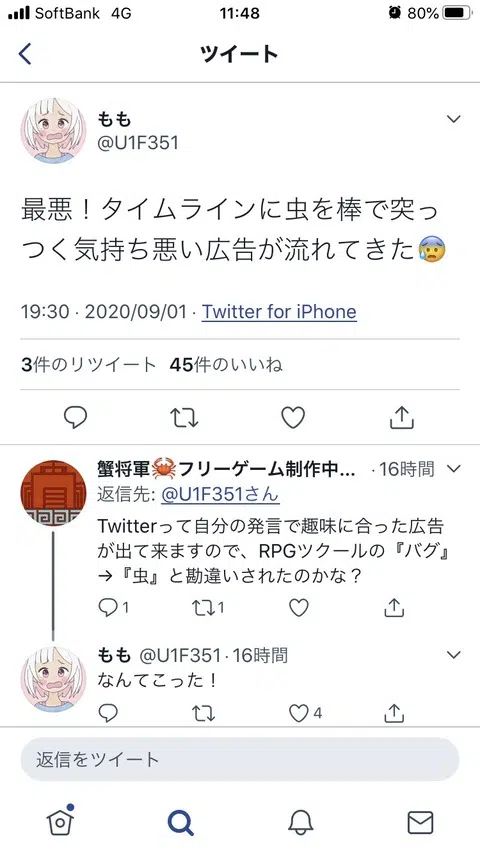 SoftBank 4G 11:48 80%
ツイート
もも
@U1F351
最悪！タイムラインに虫を棒で突っ
つく気持ち悪い広告が流れてきた😰
19:30 · 2020/09/01 · Twitter for iPhone
3件のリツイート 45件のいいね
蟹将軍🦀フリーゲーム制作中... · 16時間
返信先: @U1F351さん
Twitterって自分の発言で趣味に合った広告
が出て来ますので、RPGツクールの『バグ』
→『虫』と勘違いされたのかな？
1 1
もも @U1F351 · 16時間
なんてこった！
4
返信をツイート